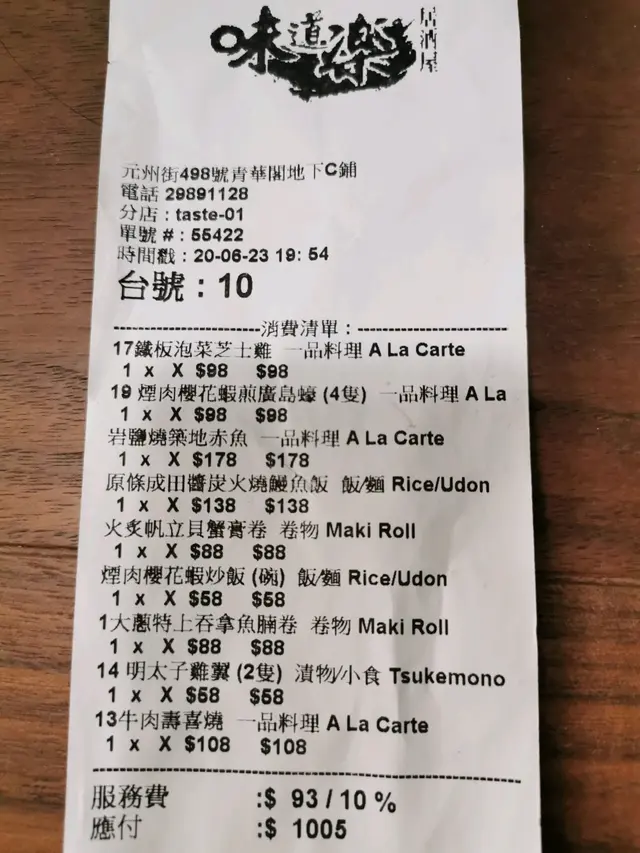 味道樂
居酒屋
元州街498號青華閣地下C鋪
電話 29891128
分店 : taste-01
單號 # : 55422
時間戳 : 20-06-23 19: 54
台號 : 10
-----------------------消費清單 : -----------------------
17鐵板泡菜芝士雞 一品料理 A La Carte
1 x X $98 $98
19 煙肉櫻花蝦煎廣島蠔 (4隻) 一品料理 A La
1 x X $98 $98
岩鹽燒築地赤魚 一品料理 A La Carte
1 x X $178 $178
原條成田醬炭火燒鰻魚飯 飯/麵 Rice/Udon
1 x X $138 $138
火炙帆立貝蟹膏卷 卷物 Maki Roll
1 x X $88 $88
煙肉櫻花蝦炒飯 (碗) 飯/麵 Rice/Udon
1 x X $58 $58
1大蔥特上吞拿魚腩卷 卷物 Maki Roll
1 x X $88 $88
14 明太子雞翼 (2隻) 漬物/小食 Tsukemono
1 x X $58 $58
13牛肉壽喜燒 一品料理 A La Carte
1 x X $108 $108
服務費 :$ 93 / 10 %
應付 :$ 1005